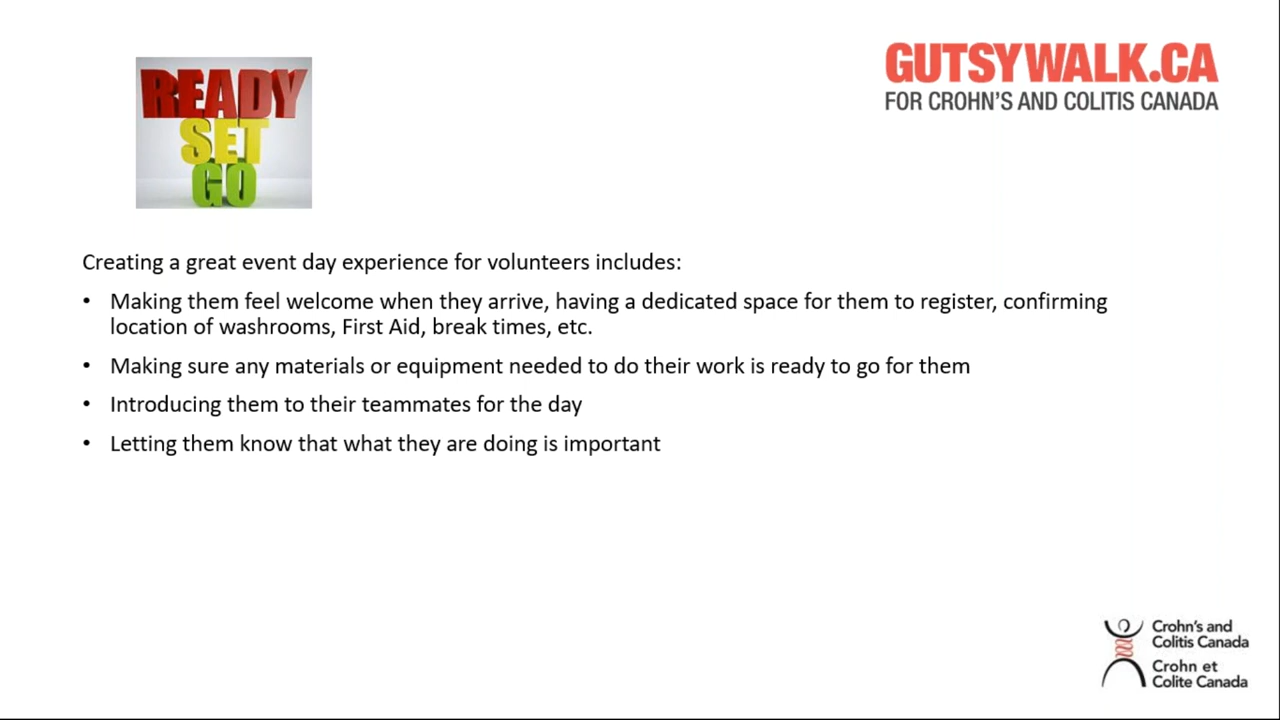 READY
SET
GO
GUTSYWALK.CA
FOR CROHN'S AND COLITIS CANADA
Creating a great event day experience for volunteers includes:
• Making them feel welcome when they arrive, having a dedicated space for them to register, confirming
location of washrooms, First Aid, break times, etc.
• Making sure any materials or equipment needed to do their work is ready to go for them
• Introducing them to their teammates for the day
• Letting them know that what they are doing is important
Crohn's and
Colitis Canada
Crohn et
Colite Canada